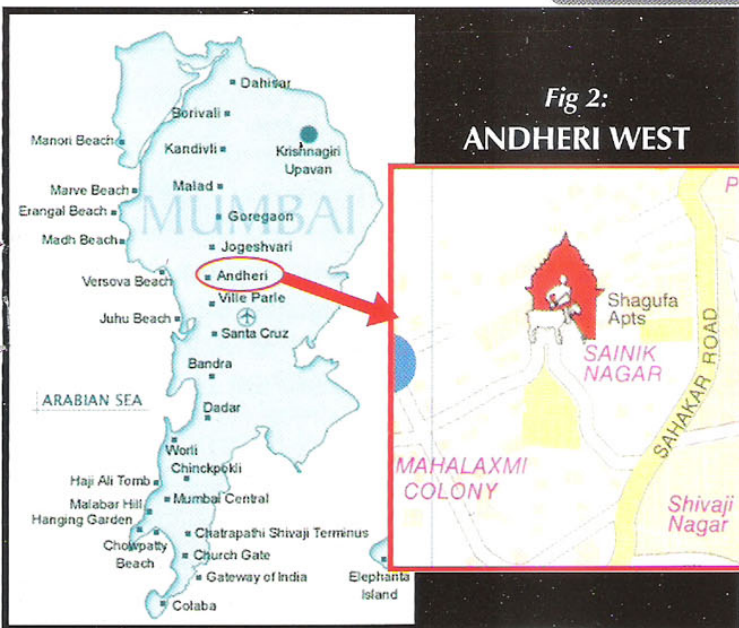 Fig 2:
ANDHERI WEST
Dahisar
Borivali
Manori Beach
Kandivli
Krishnagiri
Upavan
Marve Beach
Malad
Erangal Beach
MUMBAI
Goregaon
Madh Beach
Jogeshvari
Versova Beach
Andheri
Ville Parle
Juhu Beach
Santa Cruz
Bandra
ARABIAN SEA
Dadar
Worli
Chinckpokli
Haji Ali Tomb
Mumbai Central
Malabar Hill
Hanging Garden
Chatrapathi Shivaji Terminus
Chowpatty
Beach
Church Gate
Gateway of India
Elephanta
Island
Colaba
P
Shagufa
Apts
SAINIK
NAGAR
SAHAKAR ROAD
MAHALAXMI
COLONY
Shivaji
Nagar